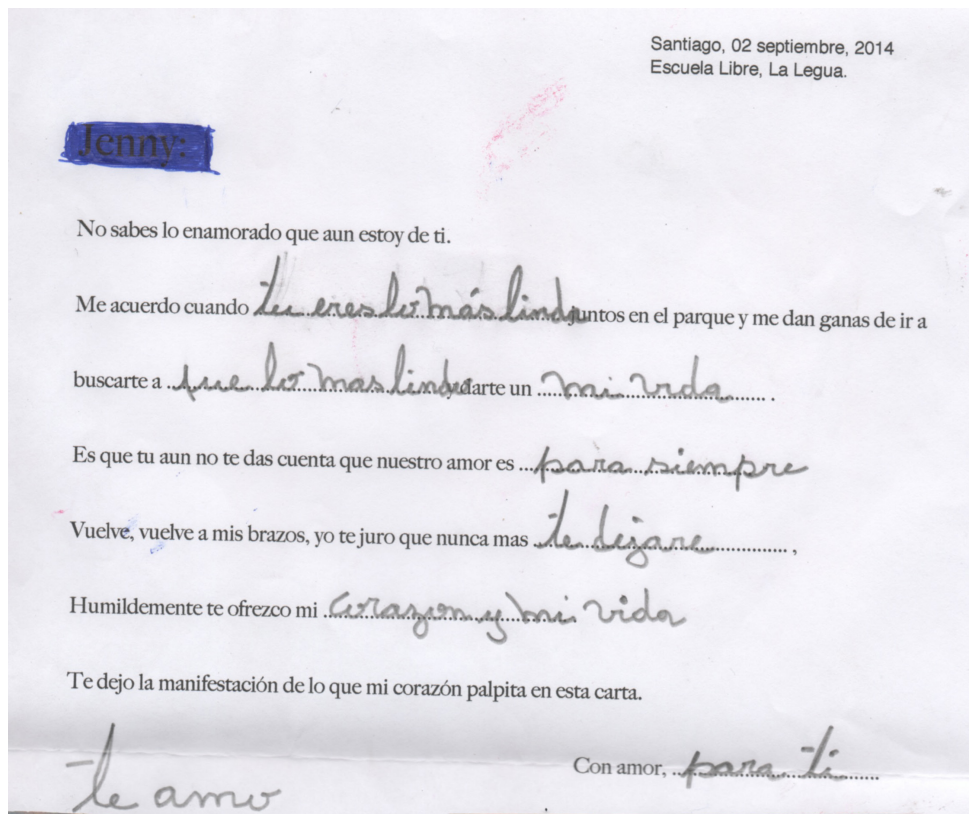 Santiago, 02 septiembre, 2014
Escuela Libre, La Legua.
Jenny:
No sabes lo enamorado que aun estoy de ti.
Me acuerdo cuando tu eres lo más lindo juntos en el parque y me dan ganas de ir a
buscarte a que lo mas lindo darte un mi vida .
Es que tu aun no te das cuenta que nuestro amor es para siempre
Vuelve, vuelve a mis brazos, yo te juro que nunca mas te dejare ,
Humildemente te ofrezco mi corazon y mi vida
Te dejo la manifestación de lo que mi corazón palpita en esta carta.
Con amor, para ti
te amo